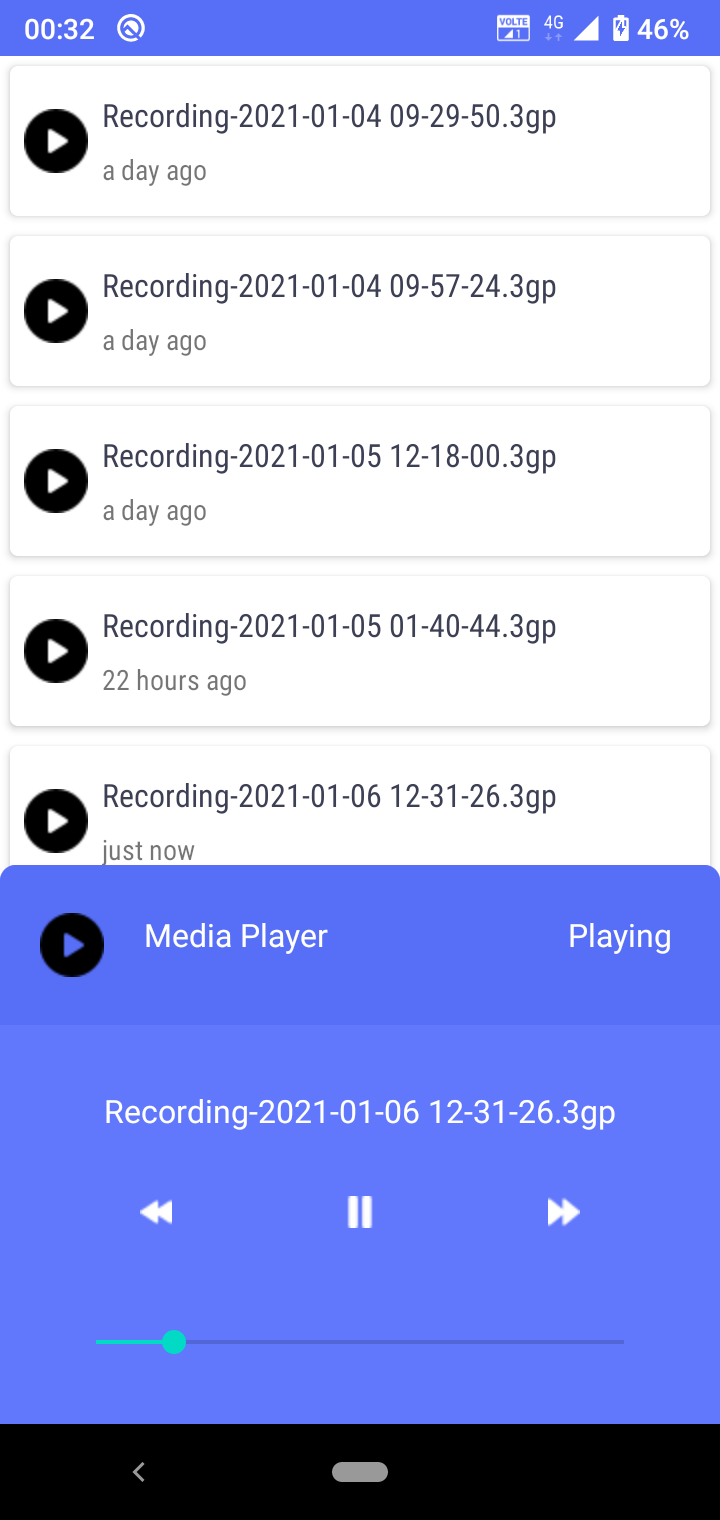 00:32 VoLTE 1 4G 46%
Recording-2021-01-04 09-29-50.3gp
a day ago
Recording-2021-01-04 09-57-24.3gp
a day ago
Recording-2021-01-05 12-18-00.3gp
a day ago
Recording-2021-01-05 01-40-44.3gp
22 hours ago
Recording-2021-01-06 12-31-26.3gp
just now
Media Player Playing
Recording-2021-01-06 12-31-26.3gp